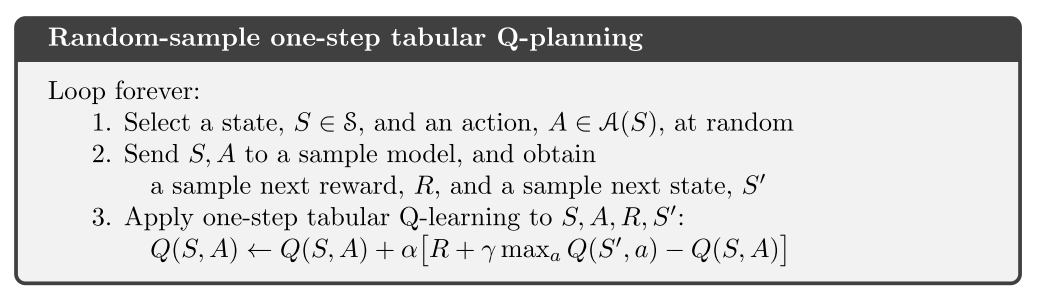 Random-sample one-step tabular Q-planning
Loop forever:
1. Select a state, S ∈ 𝒮, and an action, A ∈ 𝒜(S), at random
2. Send S, A to a sample model, and obtain
a sample next reward, R, and a sample next state, S′
3. Apply one-step tabular Q-learning to S, A, R, S′:
Q(S, A) ← Q(S, A) + α[R + γ maxₐ Q(S′, a) − Q(S, A)]